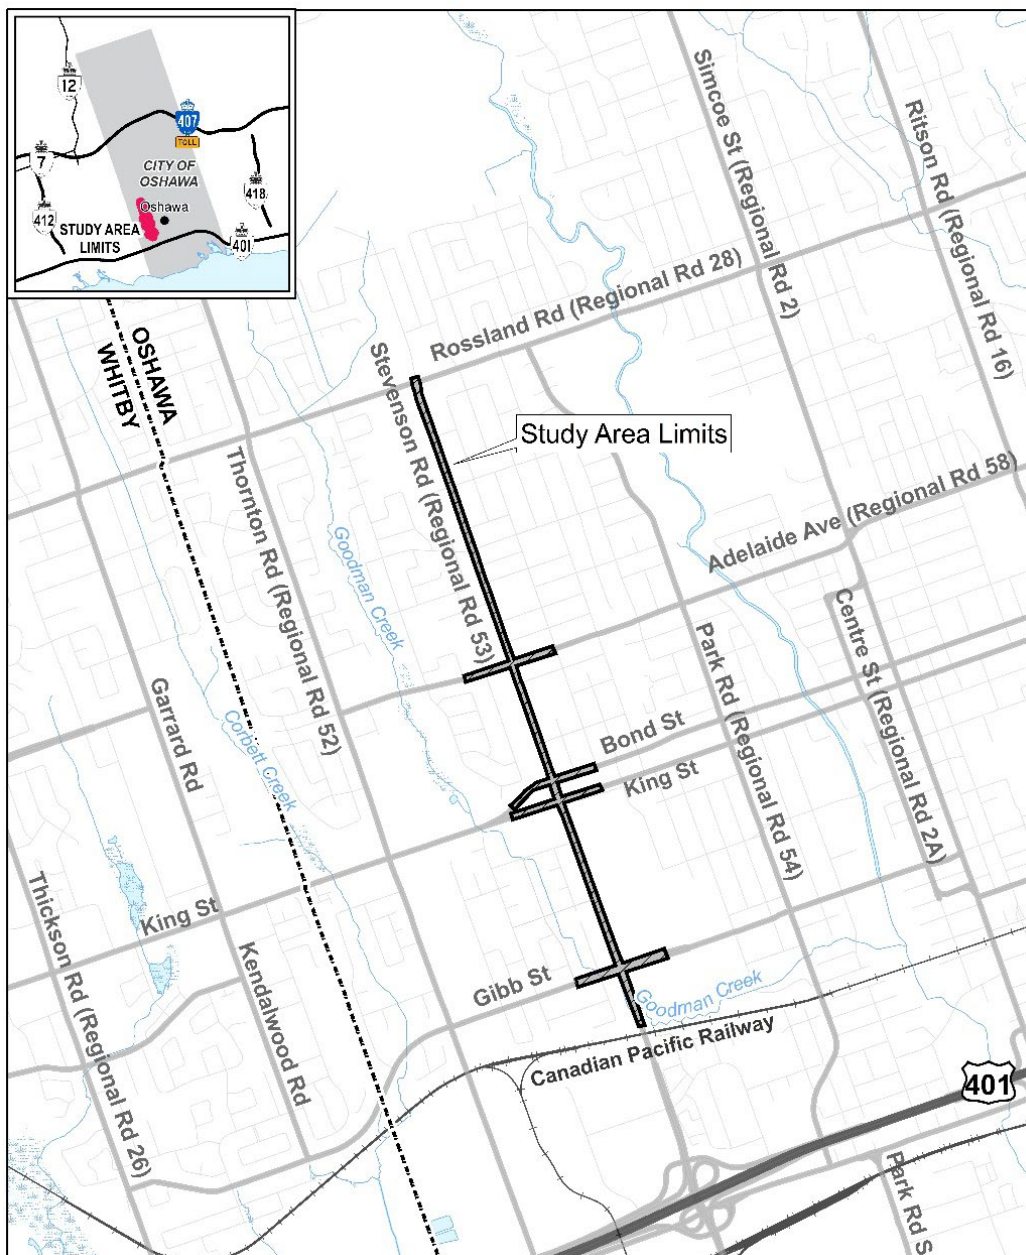 12
407
TOLL
7
CITY OF
OSHAWA
Oshawa
412
418
STUDY AREA
LIMITS
401
Simcoe St (Regional Rd 2)
Ritson Rd (Regional Rd 16)
Rossland Rd (Regional Rd 28)
OSHAWA
WHITBY
Stevenson Rd (Regional Rd 53)
Study Area Limits
Thornton Rd (Regional Rd 52)
Goodman Creek
Adelaide Ave (Regional Rd 58)
Centre St (Regional Rd 2A)
Park Rd (Regional Rd 54)
Garrard Rd
Corbett Creek
Bond St
King St
King St
Thickson Rd (Regional Rd 26)
Kendalwood Rd
Gibb St
Goodman Creek
Canadian Pacific Railway
401
Park Rd S